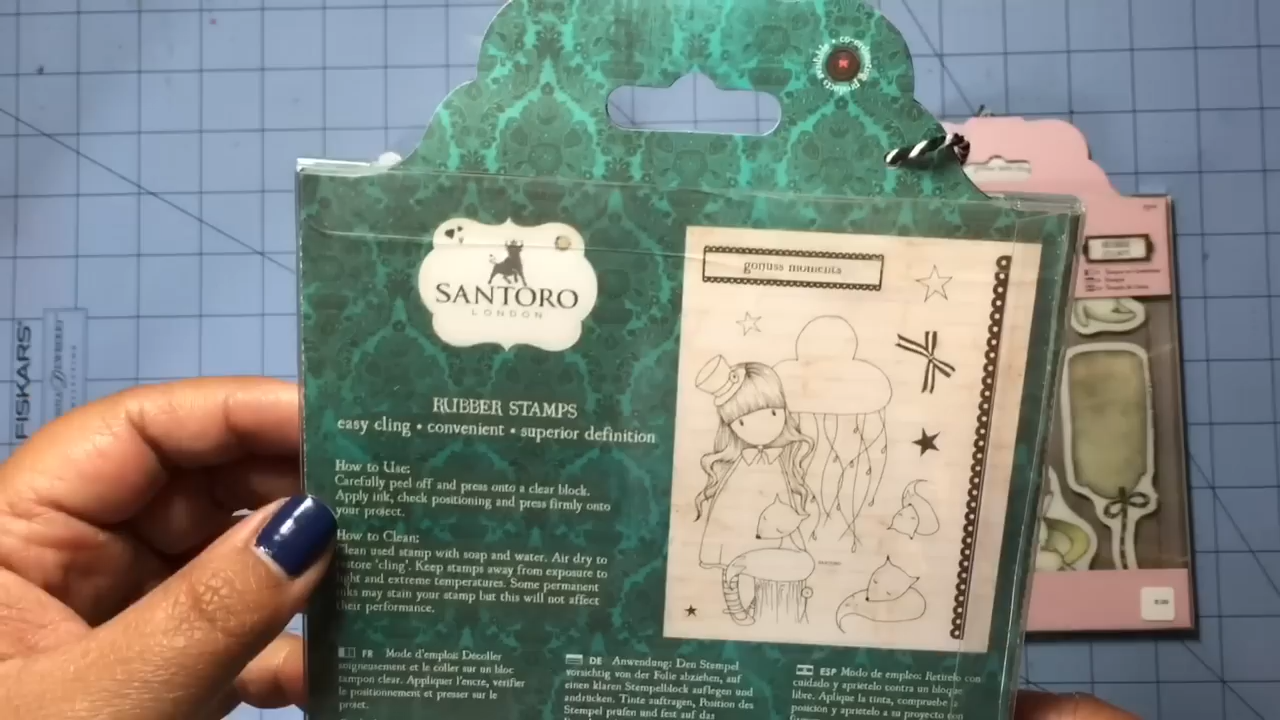 SANTORO
LONDON
gorjuss moments
RUBBER STAMPS
easy cling • convenient • superior definition
How to Use:
Carefully peel off and press onto a clear block.
Apply ink, check positioning and press firmly onto
your project.
How to Clean:
Clean used stamp with soap and water. Air dry to
restore 'cling'. Keep stamps away from exposure to
light and extreme temperatures. Some permanent
inks may stain your stamp but this will not affect
their performance.
FR Mode d'emploi: Décoller
soigneusement et le coller sur un bloc
tampon clear. Appliquer l'encre, vérifier
le positionnement et presser sur le
projet.
DE Anwendung: Den Stempel
vorsichtig von der Folie abziehen, auf
einen klaren Stempelblock auflegen und
andrücken. Tinte auftragen, Position des
Stempel prüfen und fest auf das
ESP Modo de empleo: Retírelo con
cuidado y apriételo contra un bloque
libre. Aplique la tinta, compruebe la
posición y apriételo a su proyecto con
FISKARS